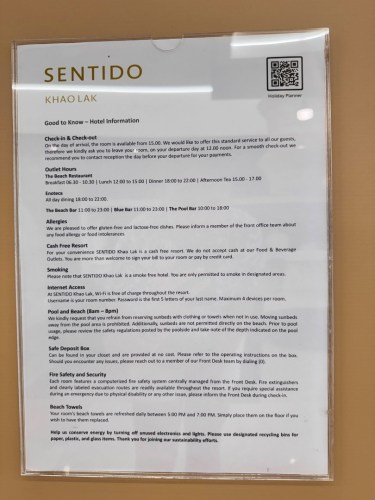 SENTIDO
KHAO LAK
Holiday Planner
Good to Know – Hotel Information
Check-in & Check-out
On the day of arrival, the room is available from 15.00. We would like to offer this standard service to all our guests,
therefore we kindly ask you to leave your room, on your departure day at 12.00 noon. For a smooth check-out we
recommend you to contact reception the day before your departure for your payments.
Outlet Hours
The Beach Restaurant
Breakfast 06.30 - 10.30 | Lunch 12:00 to 15:00 | Dinner 18:00 to 22:00 | Afternoon Tea 15.00 - 17.00
Enoteca
All day dining 18:00 to 22:00.
The Beach Bar 11:00 to 23:00 | Blue Bar 11:00 to 23:00 | The Pool Bar 10:00 to 18:00
Allergies
We are pleased to offer gluten-free and lactose-free dishes. Please inform a member of the front office team about
any food allergy or food intolerances
Cash Free Resort
For your convenience SENTIDO Khao Lak is a cash free resort. We do not accept cash at our Food & Beverage
Outlets. You are more than welcome to sign your bill to your room or pay by credit card.
Smoking
Please note that SENTIDO Khao Lak is a smoke free hotel. You are only permitted to smoke in designated areas.
Internet Access
At SENTIDO Khao Lak, Wi-Fi is free of charge throughout the resort.
Username is your room number. Password is the first 5 letters of your last name. Maximum 4 devices per room.
Pool and Beach (8am – 8pm)
We kindly request that you refrain from reserving sunbeds with clothing or towels when not in use. Moving sunbeds
away from the pool area is prohibited. Additionally, sunbeds are not permitted directly on the beach. Prior to pool
usage, please review the safety regulations posted by the poolside and take note of the depth indicated on the pool
edge.
Safe Deposit Box
Can be found in your closet and are provided at no cost. Please refer to the operating instructions on the box.
Should you encounter any issues, please reach out to a member of our Front Desk team by dialing (0).
Fire Safety and Security
Each room features a computerized fire safety system centrally managed from the Front Desk. Fire extinguishers
and clearly labeled evacuation routes are readily available throughout the resort. If you require special assistance
during an emergency due to physical disability or any other issue, please inform the Front Desk during check-in.
Beach Towels
Your room's beach towels are refreshed daily between 5:00 PM and 7:00 PM. Simply place them on the floor if you
wish to have them replaced.
Help us conserve energy by turning off unused electronics and lights. Please use designated recycling bins for
paper, plastic, and glass items. Thank you for joining our sustainability efforts.